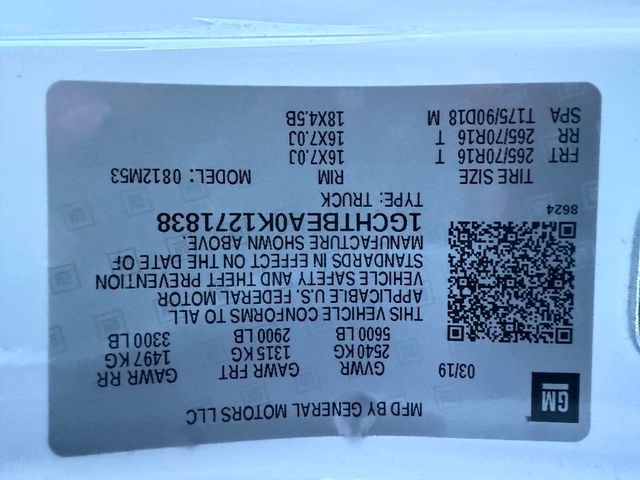 MFD BY GENERAL MOTORS LLC
GM
03/19
GVWR GAWR FRT GAWR RR
2540 KG 1315 KG 1497 KG
5600 LB 2900 LB 3300 LB
THIS VEHICLE CONFORMS TO ALL
APPLICABLE U.S. FEDERAL MOTOR
VEHICLE SAFETY AND THEFT PREVENTION
STANDARDS IN EFFECT ON THE DATE OF
MANUFACTURE SHOWN ABOVE.
1GCHTBEA0K1271838
TYPE: TRUCK
8624
TIRE SIZE RIM MODEL: 0812M53
FRT 265/70R16 T 16X7.0J
RR 265/70R16 T 16X7.0J
SPA T175/90D18 M 18X4.5B